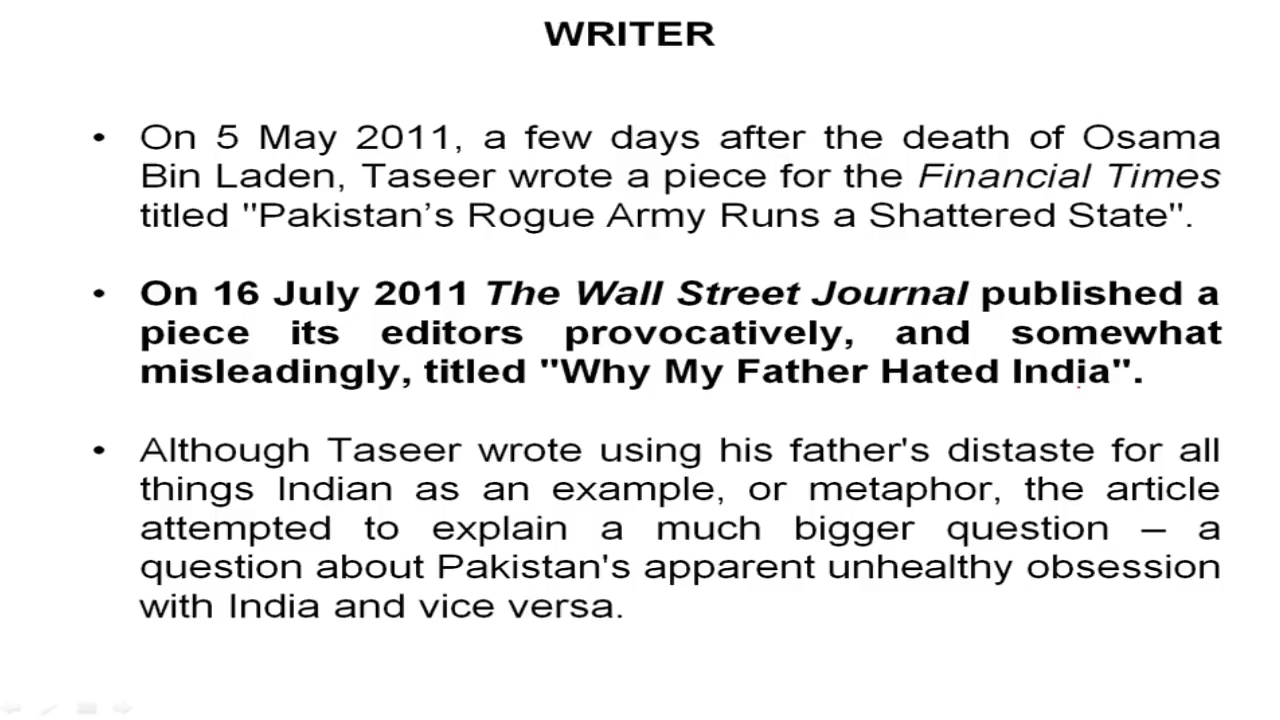 WRITER
• On 5 May 2011, a few days after the death of Osama
Bin Laden, Taseer wrote a piece for the Financial Times
titled "Pakistan’s Rogue Army Runs a Shattered State".
• On 16 July 2011 The Wall Street Journal published a
piece its editors provocatively, and somewhat
misleadingly, titled "Why My Father Hated India".
• Although Taseer wrote using his father's distaste for all
things Indian as an example, or metaphor, the article
attempted to explain a much bigger question – a
question about Pakistan's apparent unhealthy obsession
with India and vice versa.